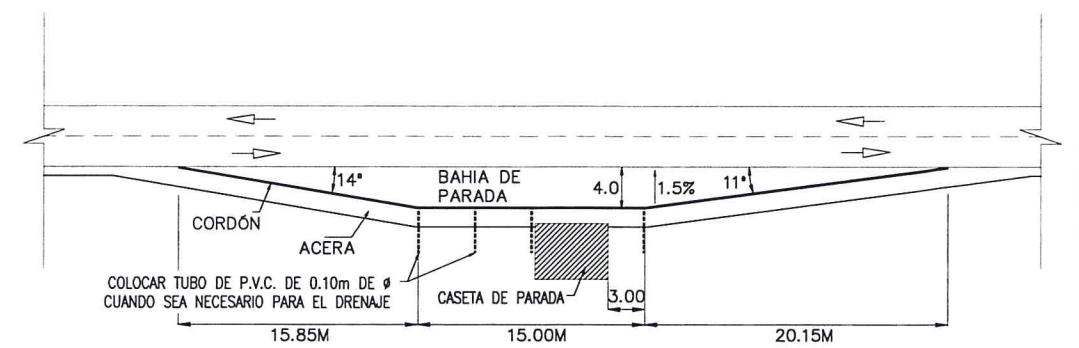 14°
BAHIA DE
PARADA
4.0
1.5%
11°
CORDÓN
ACERA
COLOCAR TUBO DE P.V.C. DE 0.10m DE ø
CUANDO SEA NECESARIO PARA EL DRENAJE
CASETA DE PARADA
3.00
15.85M
15.00M
20.15M